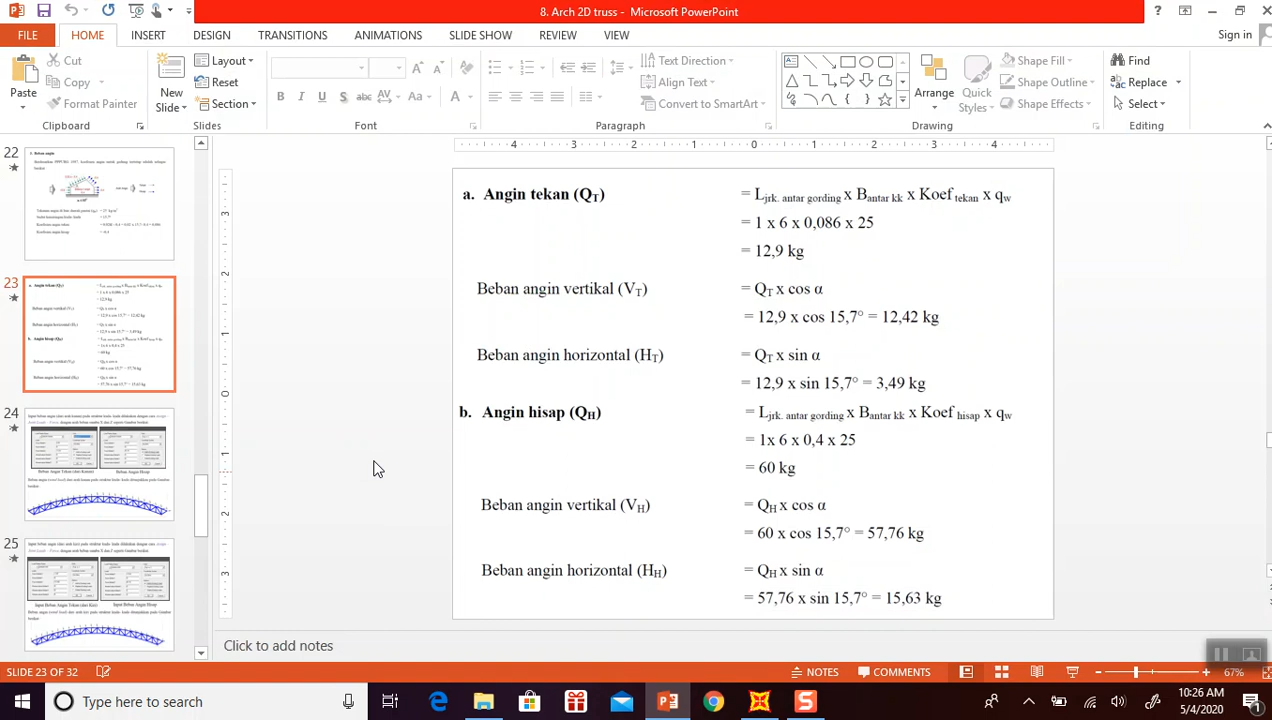 8. Arch 2D truss - Microsoft PowerPoint
FILE HOME INSERT DESIGN TRANSITIONS ANIMATIONS SLIDE SHOW REVIEW VIEW Sign in
Cut Layout Text Direction Shape Fill Find
Copy Reset Align Text Shape Outline Replace
Paste Format Painter New Slide Section Convert to SmartArt Arrange Quick Styles Shape Effects Select
Clipboard Slides Font Paragraph Drawing Editing
22
23
24
25
a. Angin tekan (QT) = Ljrk. antar gording x Bantar kk x Koef tekan x qw
= 1 x 6 x 0,086 x 25
= 12,9 kg
Beban angin vertikal (VT) = QT x cos α
= 12,9 x cos 15,7° = 12,42 kg
Beban angin horizontal (HT) = QT x sin α
= 12,9 x sin 15,7° = 3,49 kg
b. Angin hisap (QH) = Ljrk. antar gording x Bantar kk x Koef hisap x qw
= 1x 6 x 0,4 x 25
= 60 kg
Beban angin vertikal (VH) = QH x cos α
= 60 x cos 15,7° = 57,76 kg
Beban angin horizontal (HH) = QH x sin α
= 57,76 x sin 15,7° = 15,63 kg
Click to add notes
SLIDE 23 OF 32 NOTES COMMENTS 67%
Type here to search
10:26 AM
5/4/2020